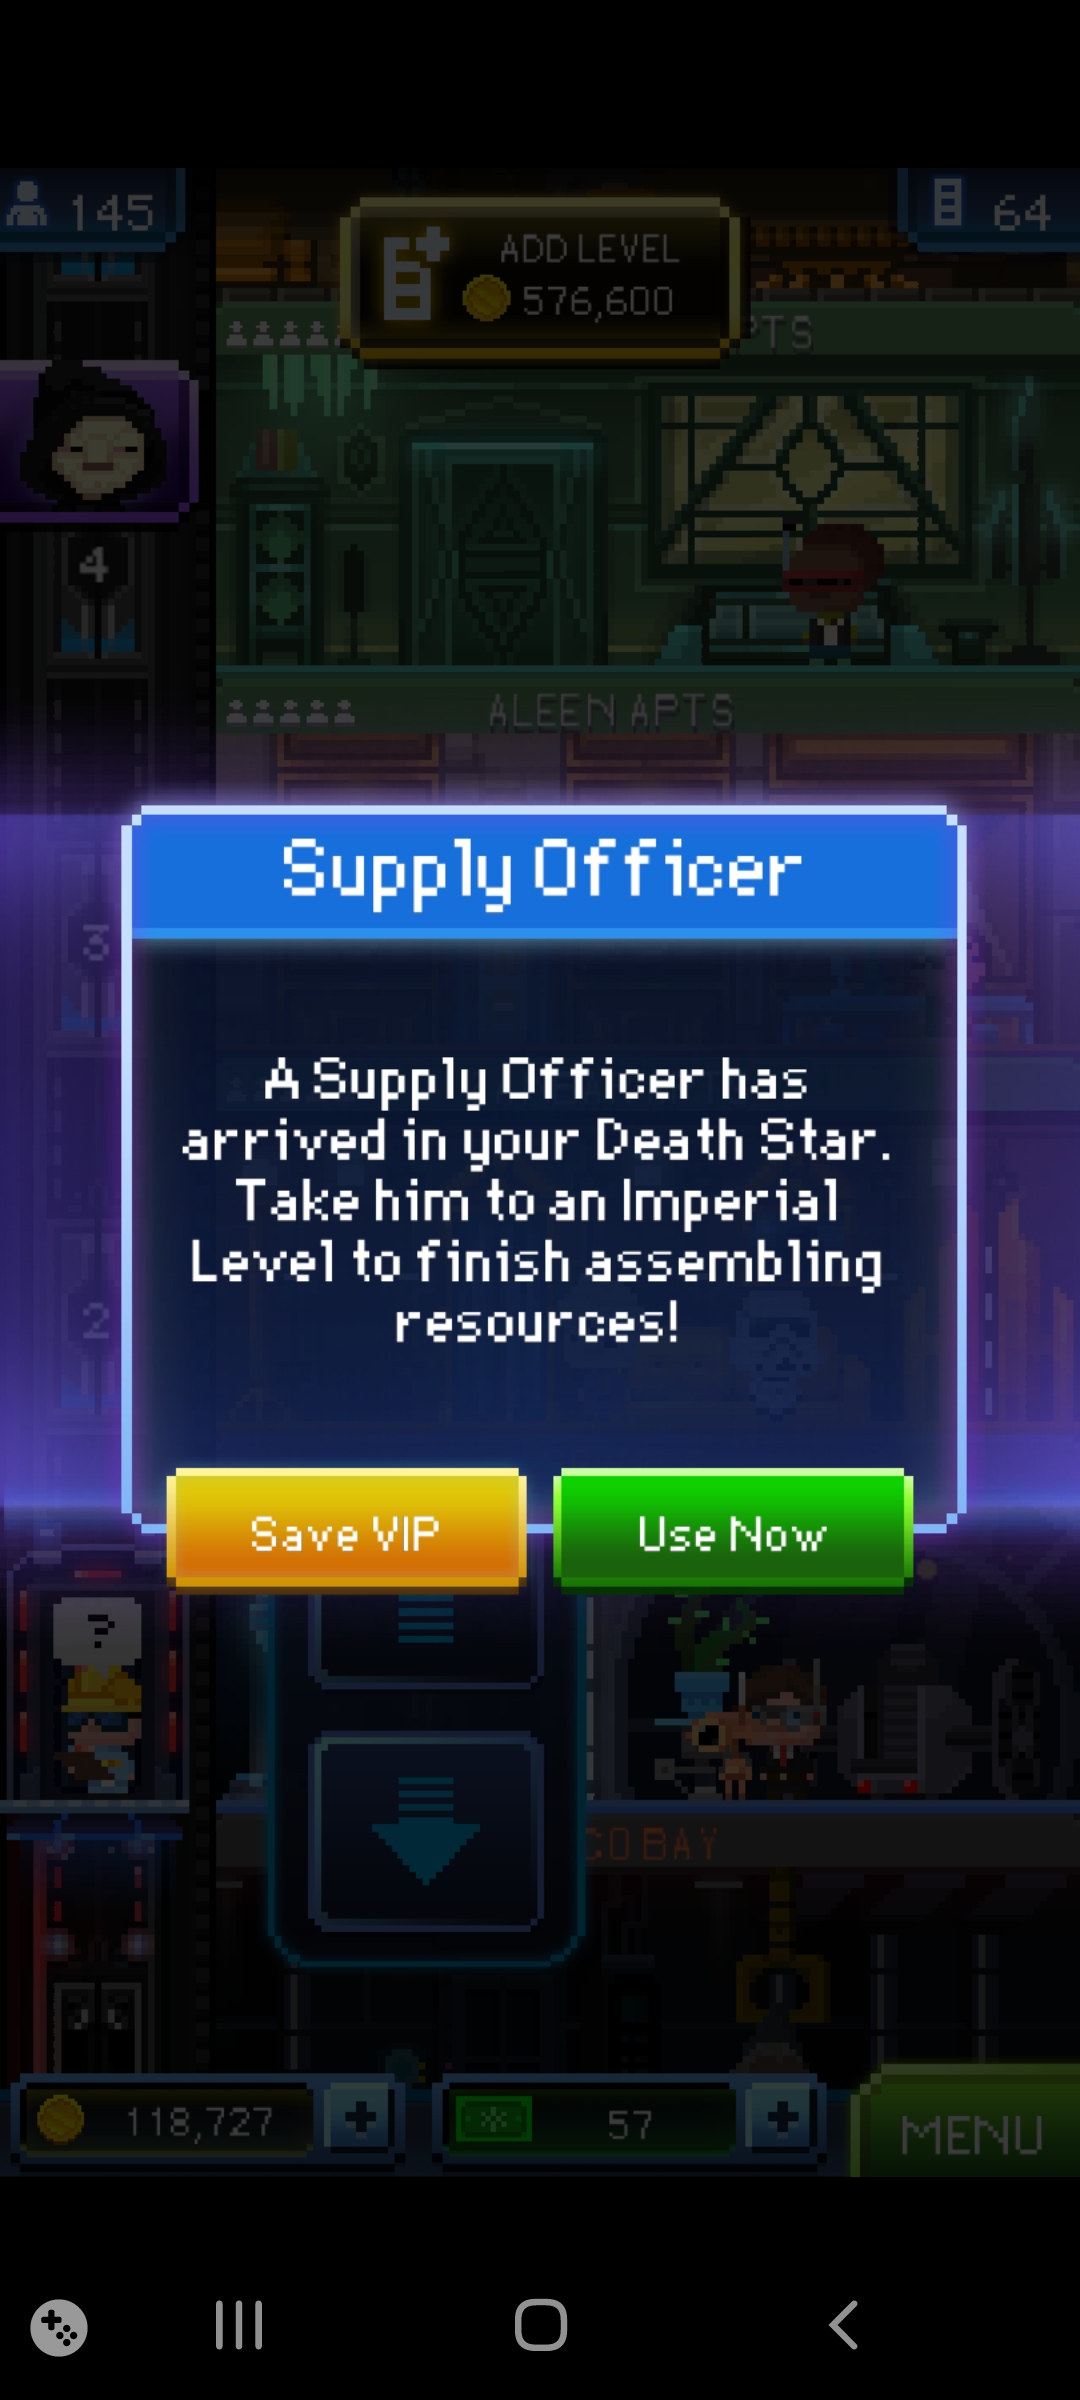 145
ADD LEVEL
576,600
64
PTS
4
ALEEN APTS
Supply Officer
3
A Supply Officer has
arrived in your Death Star.
Take him to an Imperial
Level to finish assembling
resources!
2
Save VIP
Use Now
?
CO BAY
118,727
+
57
+
MENU